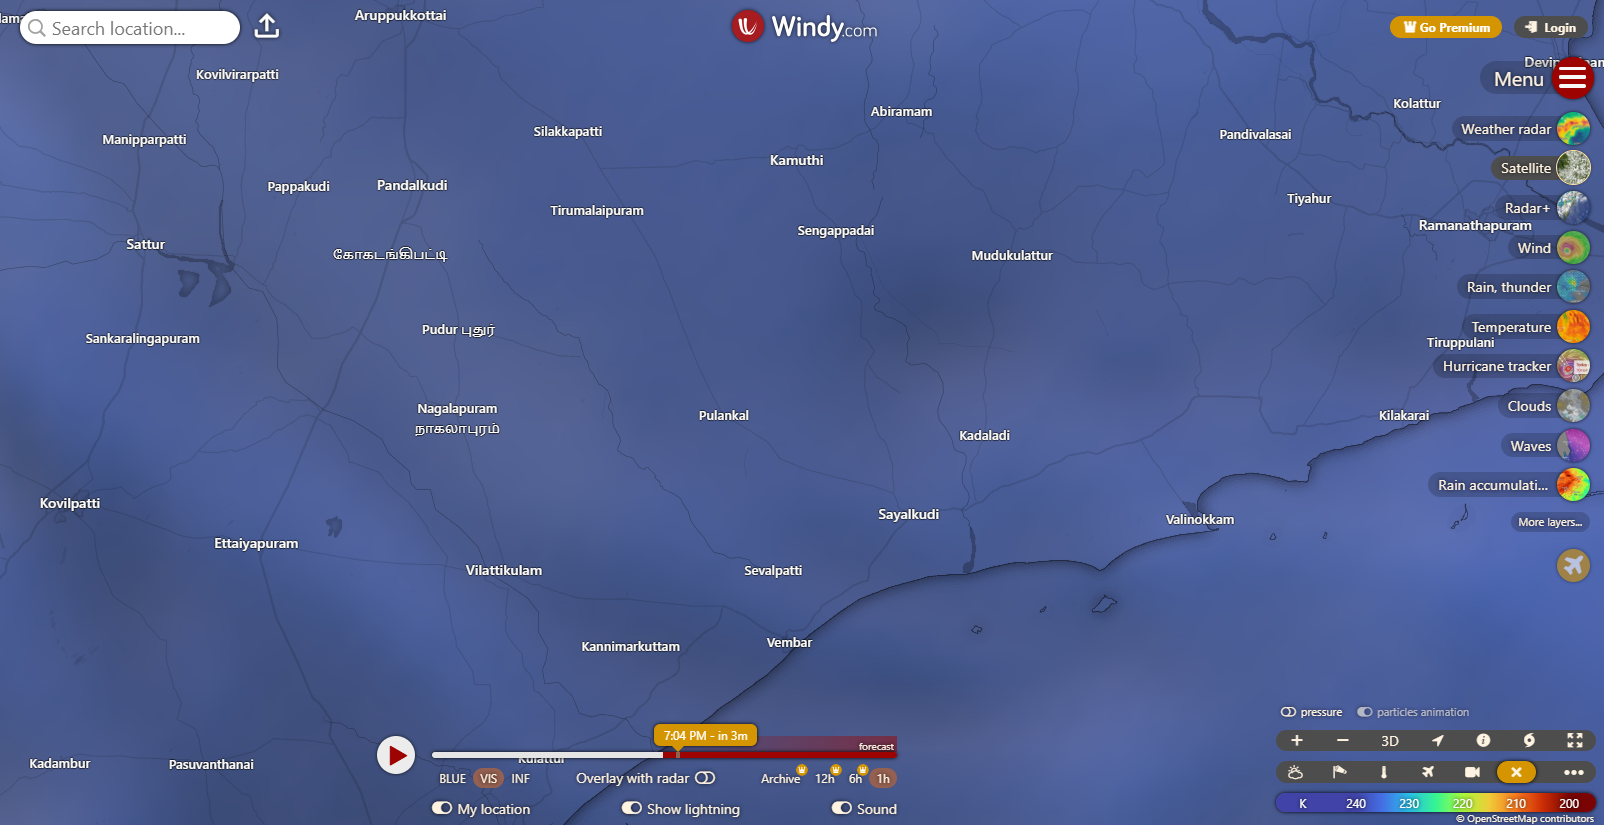 Aruppukkottai
Search location...
Windy.com
Go Premium
Login
Kovilvirarpatti
Menu
Kolattur
Abiramam
Weather radar
Silakkapatti
Pandivalasai
Manipparpatti
Kamuthi
Satellite
Pappakudi
Pandalkudi
Tiyahur
Radar+
Tirumalaipuram
Ramanathapuram
Sengappadai
Sattur
Wind
கோகடங்கிபட்டி
Mudukulattur
Rain, thunder
Pudur புதுர்
Temperature
Sankaralingapuram
Tiruppulani
Hurricane tracker
Nagalapuram
நாகலாபுரம்
Clouds
Pulankal
Kilakarai
Kadaladi
Waves
Rain accumulati...
Kovilpatti
Sayalkudi
Valinokkam
More layers...
Ettaiyapuram
Vilattikulam
Sevalpatti
Kannimarkuttam
Vembar
pressure
particles animation
7:04 PM - in 3m
forecast
3D
Kadambur
Pasuvanthanai
BLUE
VIS
INF
Overlay with radar
Archive
12h
6h
1h
My location
Show lightning
Sound
K 240 230 220 210 200
© OpenStreetMap contributors